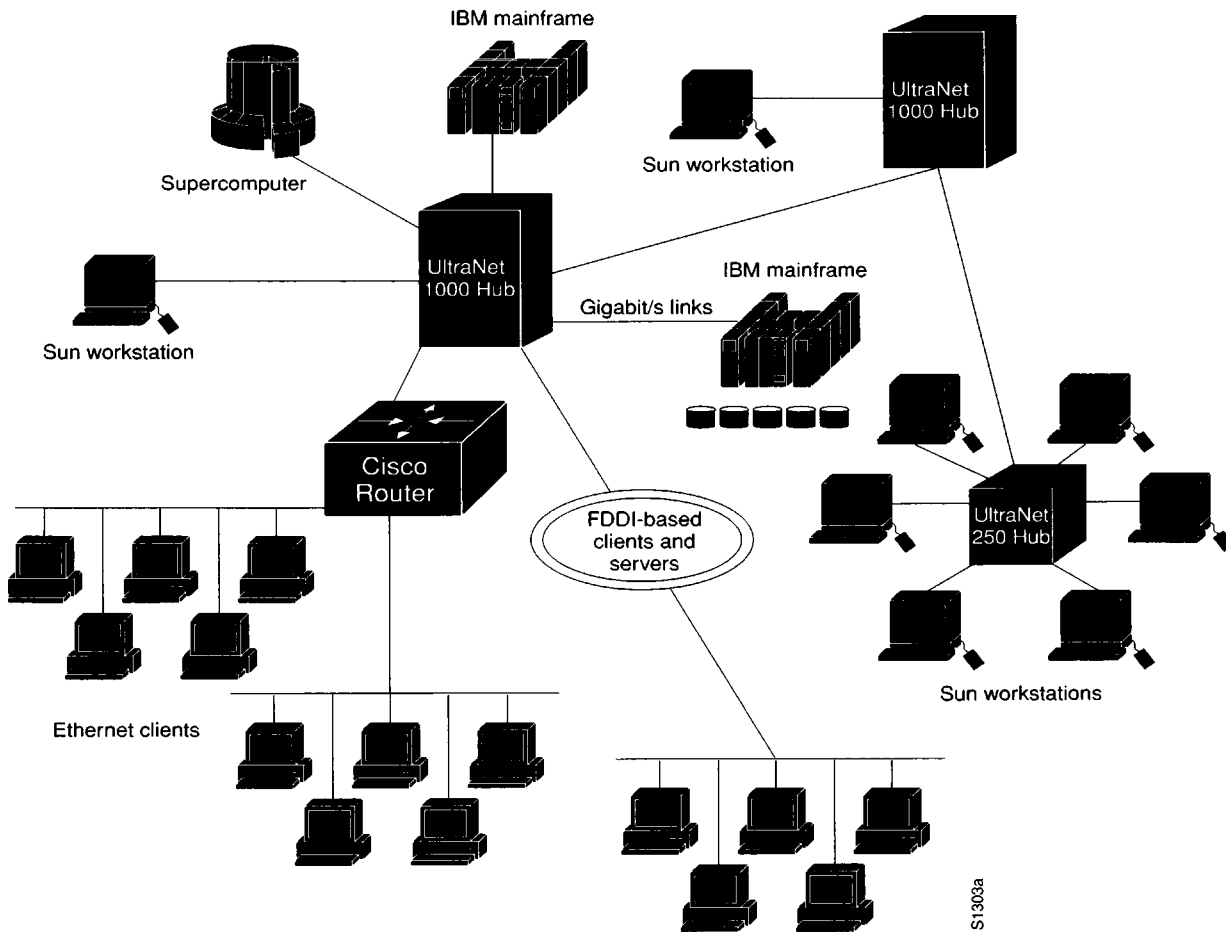 IBM mainframe
UltraNet
1000 Hub
Sun workstation
Supercomputer
UltraNet
1000 Hub
IBM mainframe
Gigabit/s links
Sun workstation
Cisco
Router
FDDI-based
clients and
servers
UltraNet
250 Hub
Sun workstations
Ethernet clients
S1303a